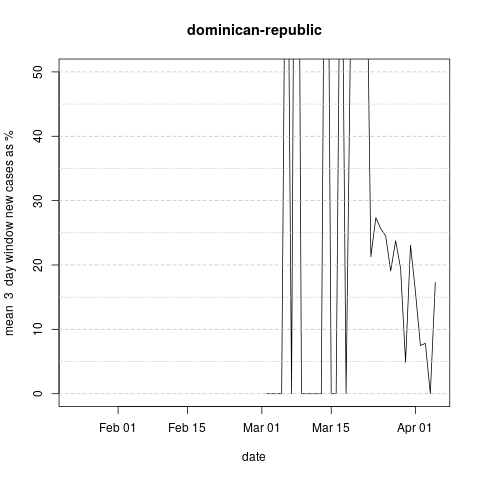 dominican-republic
mean 3 day window new cases as %
50
40
30
20
10
0
Feb 01 Feb 15 Mar 01 Mar 15 Apr 01
date